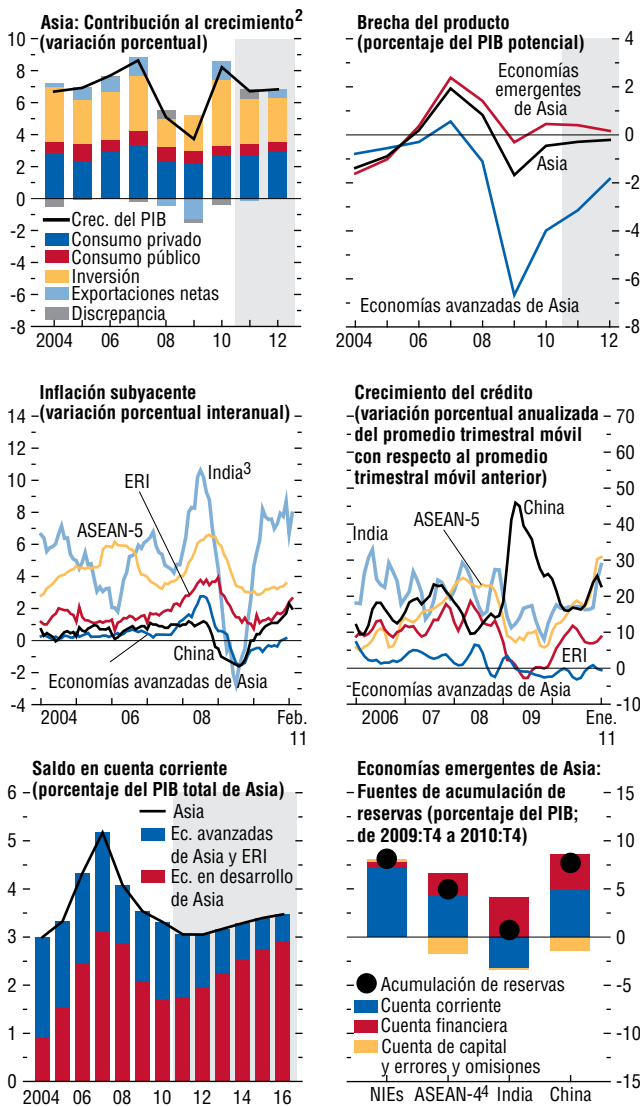 Asia: Contribución al crecimiento2
(variación porcentual)
10
8
6
4
2
0
-2
-4
-6
-8
Crec. del PIB
Consumo privado
Consumo público
Inversión
Exportaciones netas
Discrepancia
2004
06
08
10
12
Brecha del producto
(porcentaje del PIB potencial)
4
2
0
-2
-4
-6
-8
Economías
emergentes
de Asia
Asia
Economías avanzadas de Asia
2004
06
08
10
12
Inflación subyacente
(variación porcentual interanual)
14
12
10
8
6
4
2
0
-2
-4
India3
ERI
ASEAN-5
China
Economías avanzadas de Asia
2004
06
08
Feb.
11
Crecimiento del crédito
(variación porcentual anualizada
del promedio trimestral móvil
con respecto al promedio
trimestral móvil anterior)
70
60
50
40
30
20
10
0
-10
China
ASEAN-5
India
ERI
Economías avanzadas de Asia
2006
07
08
09
Ene.
11
Saldo en cuenta corriente
(porcentaje del PIB total de Asia)
6
5
4
3
2
1
0
Asia
Ec. avanzadas
de Asia y ERI
Ec. en desarrollo
de Asia
2004
06
08
10
12
14
16
Economías emergentes de Asia:
Fuentes de acumulación de
reservas (porcentaje del PIB;
de 2009:T4 a 2010:T4)
15
10
5
0
-5
-10
-15
Acumulación de reservas
Cuenta corriente
Cuenta financiera
Cuenta de capital
y errores y omisiones
NIEs
ASEAN-44
India
China